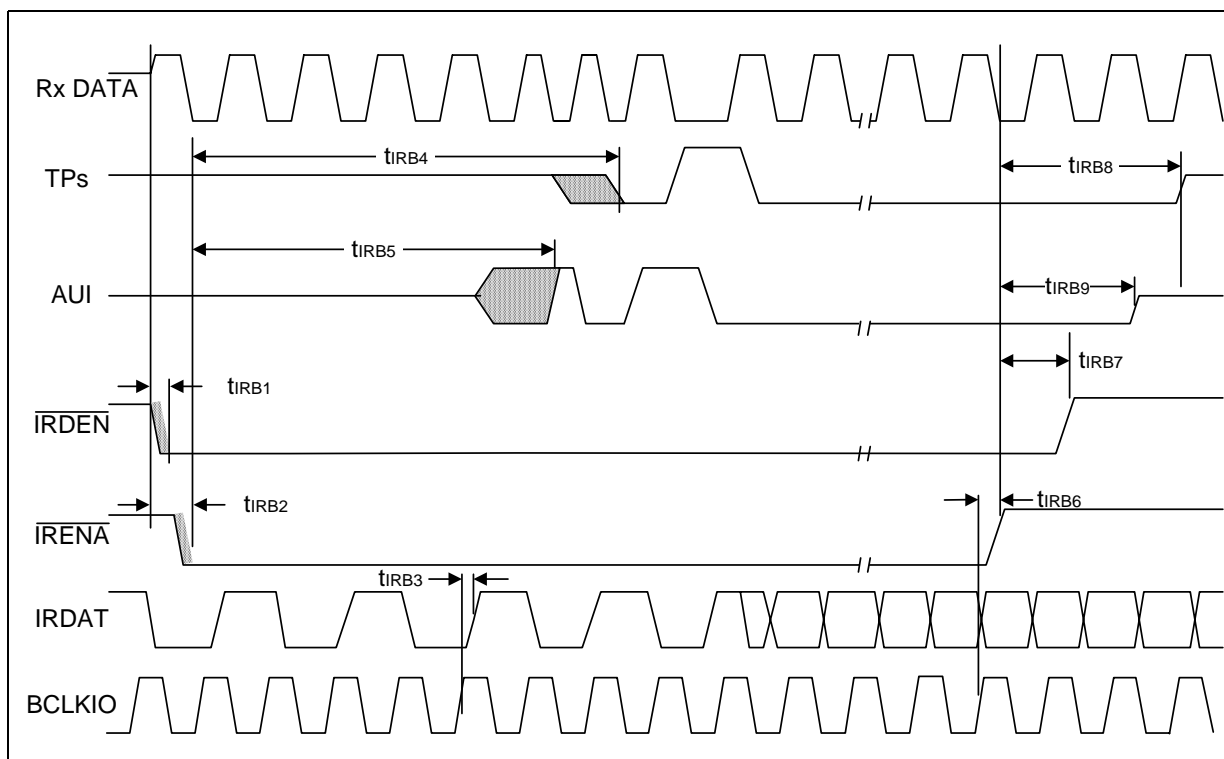 Rx DATA
tIRB4
tIRB8
TPs
tIRB5
tIRB9
AUI
tIRB7
tIRB1
IRDEN
tIRB2
tIRB6
IRENA
tIRB3
IRDAT
BCLKIO